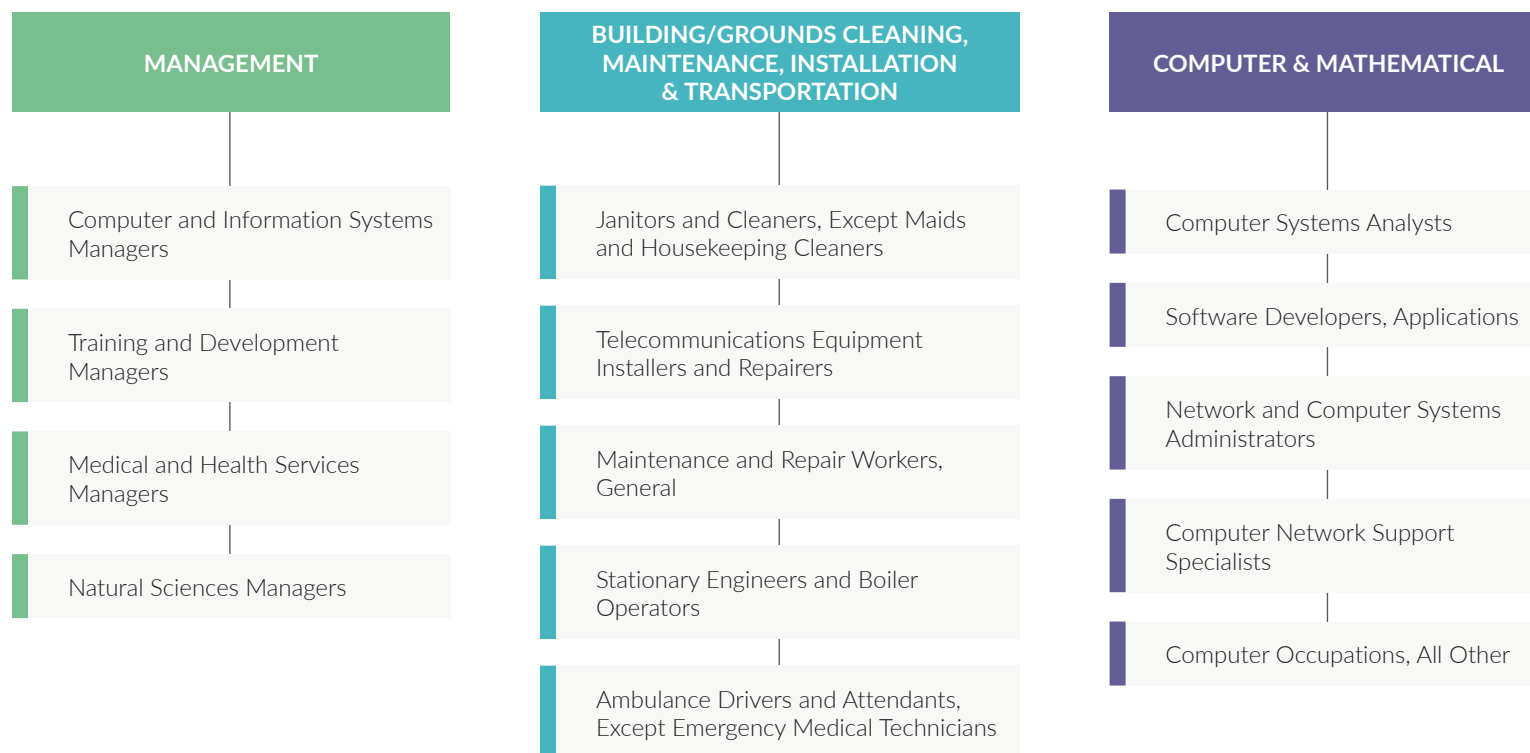 MANAGEMENT
Computer and Information Systems
Managers
Training and Development
Managers
Medical and Health Services
Managers
Natural Sciences Managers
BUILDING/GROUNDS CLEANING,
MAINTENANCE, INSTALLATION
& TRANSPORTATION
Janitors and Cleaners, Except Maids
and Housekeeping Cleaners
Telecommunications Equipment
Installers and Repairers
Maintenance and Repair Workers,
General
Stationary Engineers and Boiler
Operators
Ambulance Drivers and Attendants,
Except Emergency Medical Technicians
COMPUTER & MATHEMATICAL
Computer Systems Analysts
Software Developers, Applications
Network and Computer Systems
Administrators
Computer Network Support
Specialists
Computer Occupations, All Other